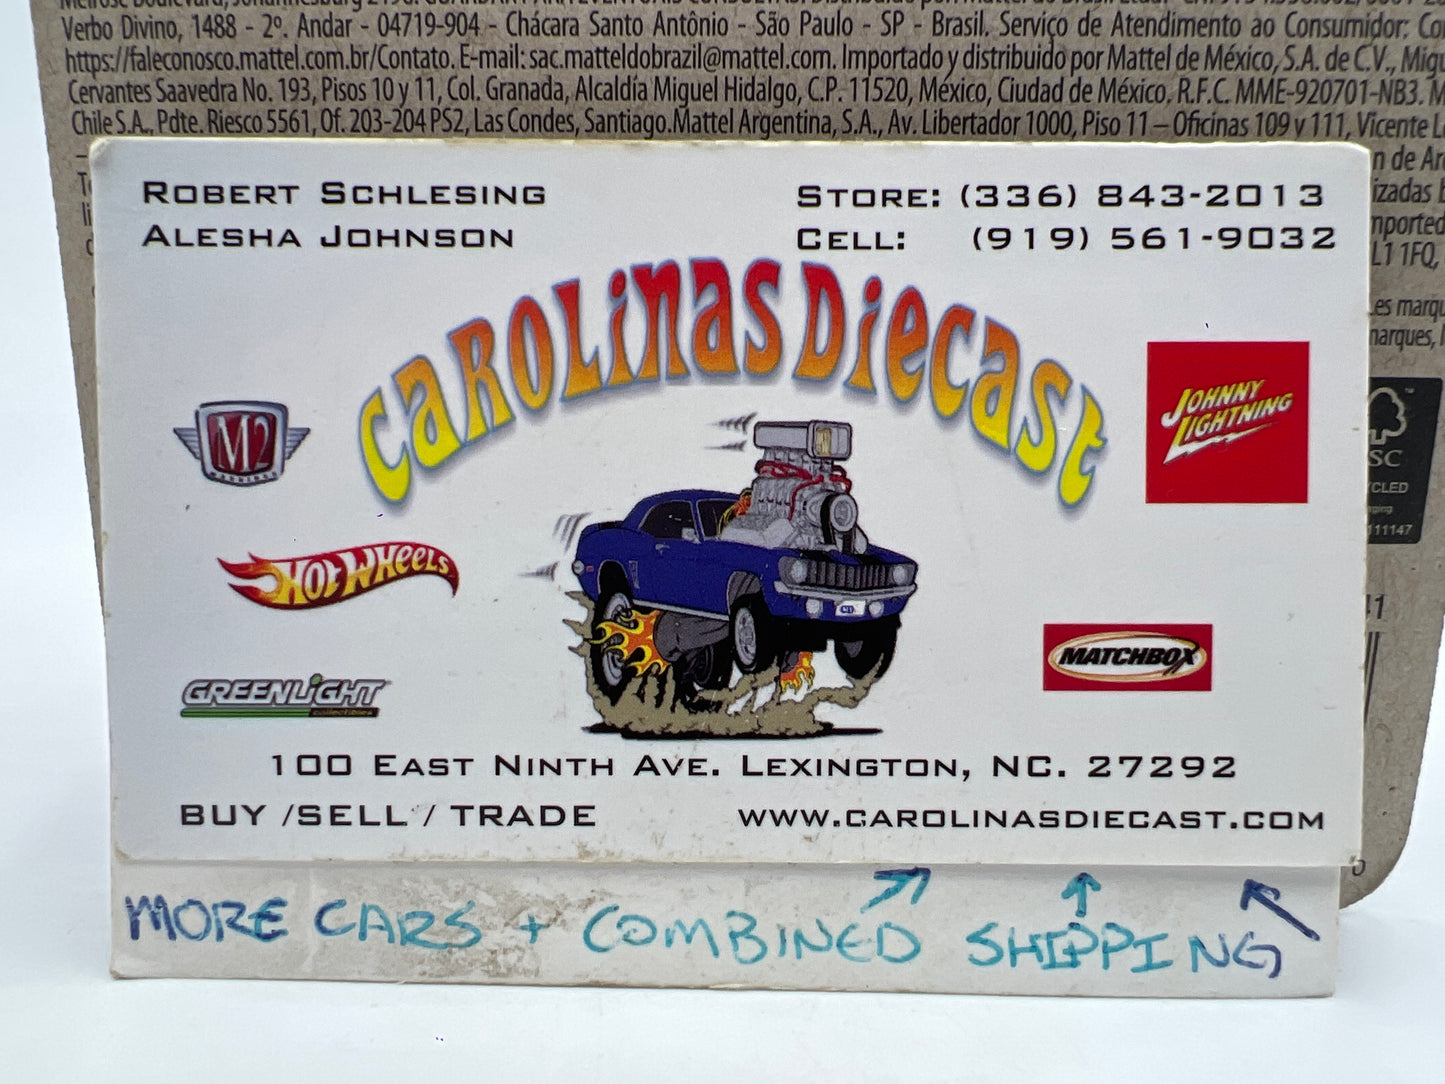 Verbo Divino, 1488 - 2º. Andar - 04719-904 - Chácara Santo Antônio - São Paulo - SP - Brasil. Serviço de Atendimento ao Consumidor:
https://faleconosco.mattel.com.br/Contato. E-mail: sac.matteldobrazil@mattel.com. Importado y distribuido por Mattel de México, S.A. de C.V.,
Cervantes Saavedra No. 193, Pisos 10 y 11, Col. Granada, Alcaldía Miguel Hidalgo, C.P. 11520, México, Ciudad de México. R.F.C. MME-920701-NB3.
Chile S.A., Pdte. Riesco 5561, Of. 203-204 PS2, Las Condes, Santiago. Mattel Argentina, S.A., Av. Libertador 1000, Piso 11 – Oficinas 109 y 111, Vicente
ROBERT SCHLESING
ALESHA JOHNSON
STORE: (336) 843-2013
CELL: (919) 561-9032
CAROLINAS DIECAST
JOHNNY LIGHTNING
M2
MACHINES
HOT WHEELS
CD
MATCHBOX
GREENLIGHT
collectibles
100 EAST NINTH AVE. LEXINGTON, NC. 27292
BUY /SELL / TRADE
WWW.CAROLINASDIECAST.COM
MORE CARS + COMBINED SHIPPING